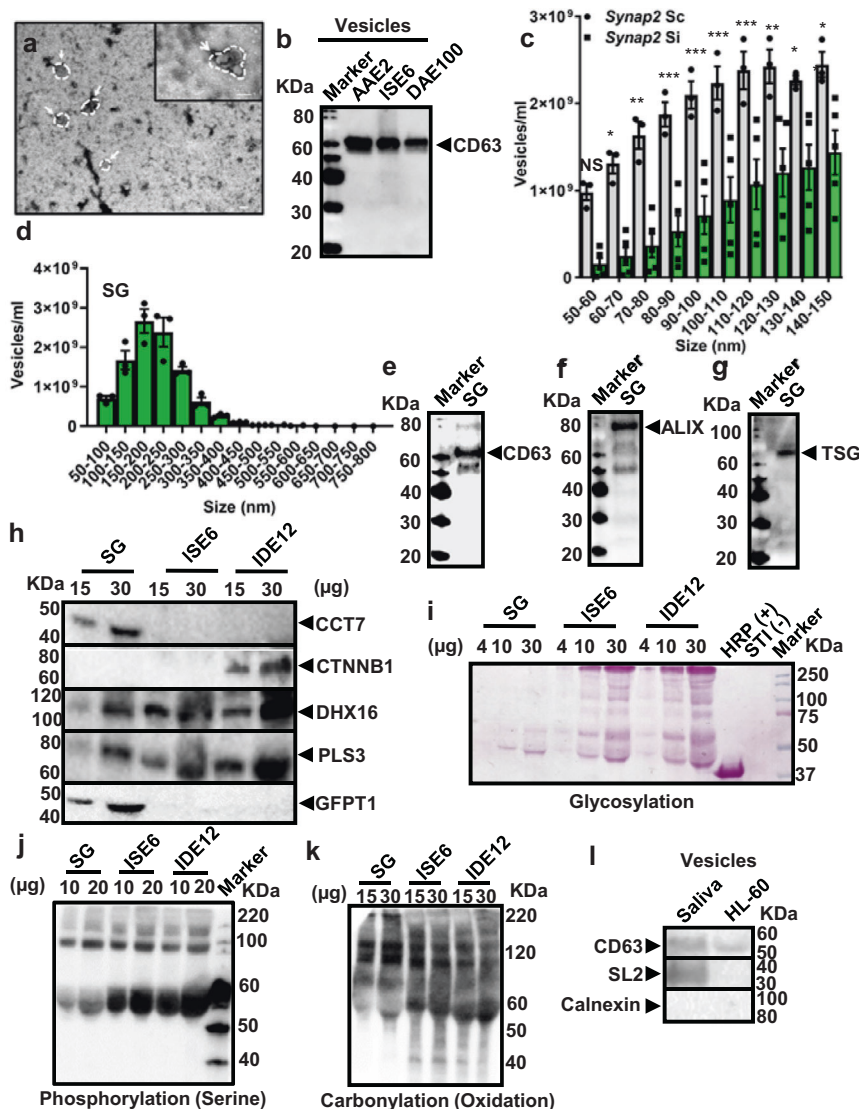 a
b
Vesicles
KDa
Marker
AAE2
ISE6
DAE100
80
60
40
30
20
CD63
c
Synap2 Sc
Synap2 Si
Vesicles/ml
3×10⁹
2×10⁹
1×10⁹
0
NS
*
**
***
***
***
***
**
*
*
50-60
60-70
70-80
80-90
90-100
100-110
110-120
120-130
130-140
140-150
Size (nm)
d
SG
Vesicles/ml
4×10⁹
3×10⁹
2×10⁹
1×10⁹
0
50-100
100-150
150-200
200-250
250-300
300-350
350-400
400-450
450-500
500-550
550-600
600-650
650-700
700-750
750-800
Size (nm)
e
KDa
Marker
SG
80
60
40
30
20
CD63
f
KDa
Marker
SG
80
60
40
30
20
ALIX
g
KDa
Marker
SG
100
80
60
40
30
20
TSG
h
SG ISE6 IDE12
KDa 15 30 15 30 15 30 (μg)
50
40
CCT7
80
60
CTNNB1
120
100
DHX16
80
60
PLS3
50
40
GFPT1
i
SG ISE6 IDE12
(μg) 4 10 30 4 10 30 4 10 30
HRP (+)
STI (-)
Marker
KDa
250
100
75
50
37
Glycosylation
j
SG ISE6 IDE12
Marker
(μg) 10 20 10 20 10 20
KDa
220
100
60
50
40
Phosphorylation (Serine)
k
SG ISE6 IDE12
(μg) 15 30 15 30 15 30
KDa
220
120
60
50
40
Carbonylation (Oxidation)
l
Vesicles
Saliva
HL-60
KDa
CD63
60
50
SL2
40
30
Calnexin
100
80